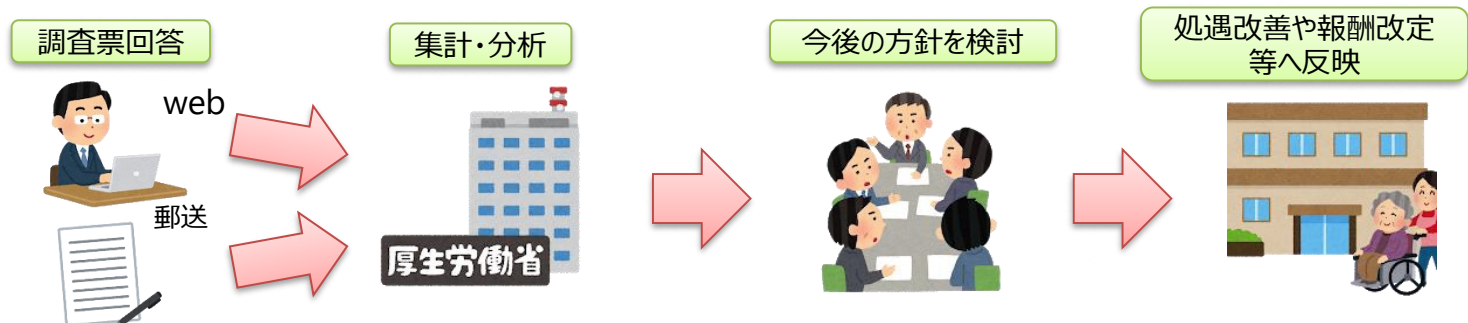 調査票回答
集計・分析
今後の方針を検討
処遇改善や報酬改定
等へ反映
web
郵送
厚生労働省